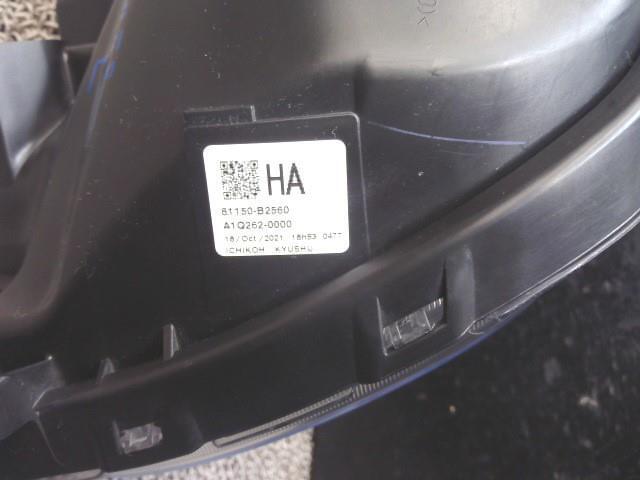 HA
81150-B2560
A1Q262-0000
18/Oct/2021 18H53 0477
ICHIKOH KYUSHU